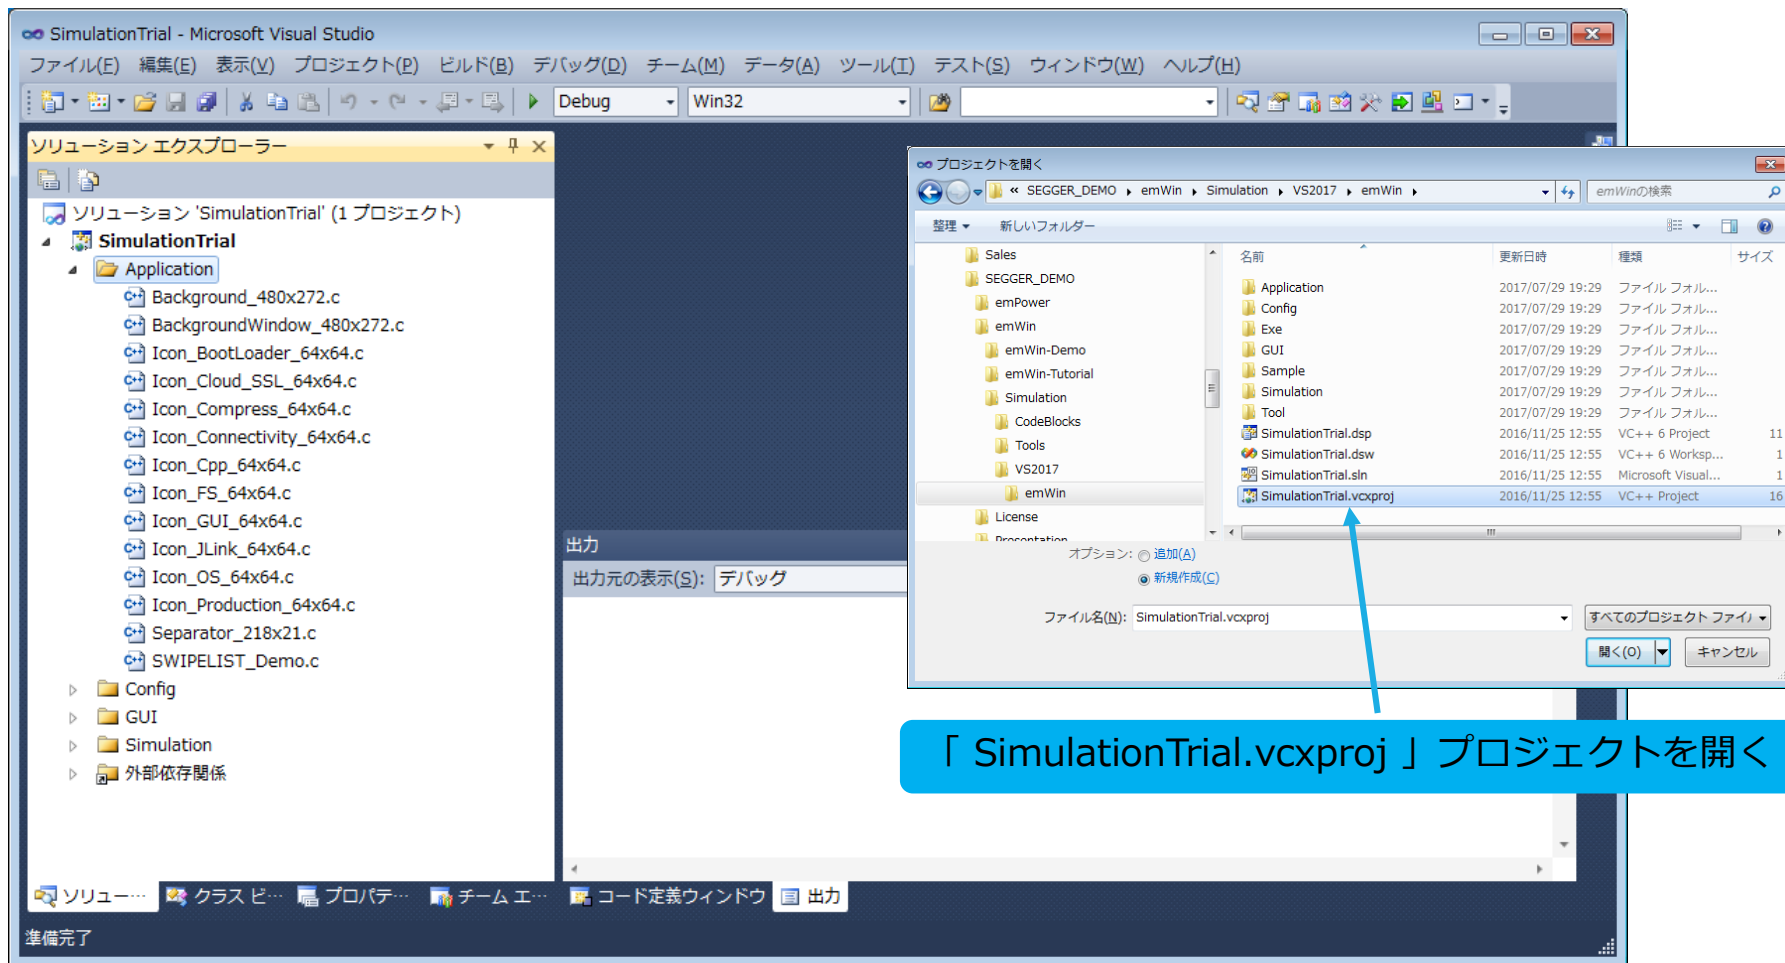 SimulationTrial - Microsoft Visual Studio
ファイル(F) 編集(E) 表示(V) プロジェクト(P) ビルド(B) デバッグ(D) チーム(M) データ(A) ツール(T) テスト(S) ウィンドウ(W) ヘルプ(H)
Debug Win32
ソリューション エクスプローラー
ソリューション 'SimulationTrial' (1 プロジェクト)
SimulationTrial
Application
Background_480x272.c
BackgroundWindow_480x272.c
Icon_BootLoader_64x64.c
Icon_Cloud_SSL_64x64.c
Icon_Compress_64x64.c
Icon_Connectivity_64x64.c
Icon_Cpp_64x64.c
Icon_FS_64x64.c
Icon_GUI_64x64.c
Icon_JLink_64x64.c
Icon_OS_64x64.c
Icon_Production_64x64.c
Separator_218x21.c
SWIPELIST_Demo.c
Config
GUI
Simulation
外部依存関係
出力
出力元の表示(S): デバッグ
プロジェクトを開く
« SEGGER_DEMO emWin Simulation VS2017 emWin
emWinの検索
整理 新しいフォルダー
Sales
SEGGER_DEMO
emPower
emWin
emWin-Demo
emWin-Tutorial
Simulation
CodeBlocks
Tools
VS2017
emWin
License
Presentation
名前 更新日時 種類 サイズ
Application 2017/07/29 19:29 ファイル フォル...
Config 2017/07/29 19:29 ファイル フォル...
Exe 2017/07/29 19:29 ファイル フォル...
GUI 2017/07/29 19:29 ファイル フォル...
Sample 2017/07/29 19:29 ファイル フォル...
Simulation 2017/07/29 19:29 ファイル フォル...
Tool 2017/07/29 19:29 ファイル フォル...
SimulationTrial.dsp 2016/11/25 12:55 VC++ 6 Project 11
SimulationTrial.dsw 2016/11/25 12:55 VC++ 6 Worksp... 1
SimulationTrial.sln 2016/11/25 12:55 Microsoft Visual... 1
SimulationTrial.vcxproj 2016/11/25 12:55 VC++ Project 16
オプション: 追加(A)
新規作成(C)
ファイル名(N): SimulationTrial.vcxproj すべてのプロジェクト ファイ
開く(O) キャンセル
「 SimulationTrial.vcxproj 」プロジェクトを開く
ソリュー… クラス ビ… プロパテ… チーム エ… コード定義ウィンドウ 出力
準備完了